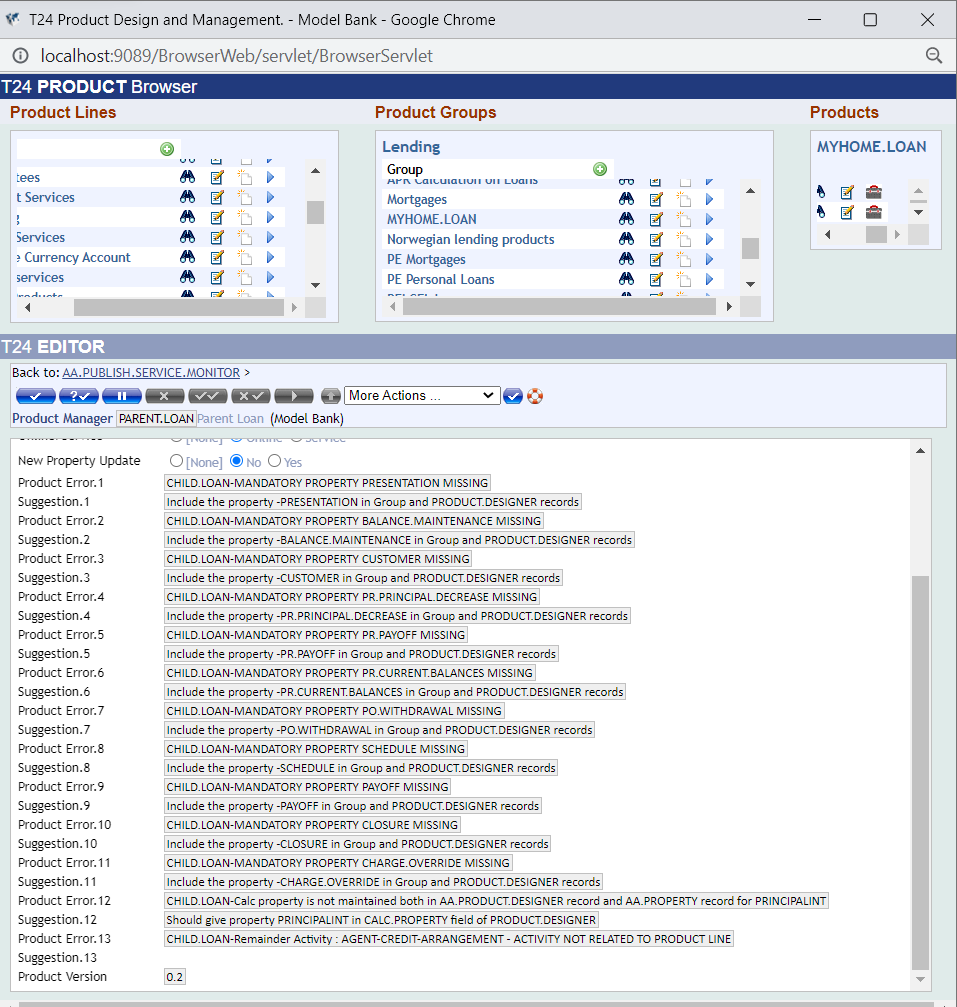 T24 Product Design and Management. - Model Bank - Google Chrome
localhost:9089/BrowserWeb/servlet/BrowserServlet
T24 PRODUCT Browser
Product Lines
tees
t Services
Services
e Currency Account
services
roducts
Product Groups
Lending
Group
APR Calculation on Loans
Mortgages
MYHOME.LOAN
Norwegian lending products
PE Mortgages
PE Personal Loans
Products
MYHOME.LOAN
T24 EDITOR
Back to: AA.PUBLISH.SERVICE.MONITOR >
More Actions ...
Product Manager PARENT.LOAN Parent Loan (Model Bank)
[None] Online Service
New Property Update [None] No Yes
Product Error.1 CHILD.LOAN-MANDATORY PROPERTY PRESENTATION MISSING
Suggestion.1 Include the property -PRESENTATION in Group and PRODUCT.DESIGNER records
Product Error.2 CHILD.LOAN-MANDATORY PROPERTY BALANCE.MAINTENANCE MISSING
Suggestion.2 Include the property -BALANCE.MAINTENANCE in Group and PRODUCT.DESIGNER records
Product Error.3 CHILD.LOAN-MANDATORY PROPERTY CUSTOMER MISSING
Suggestion.3 Include the property -CUSTOMER in Group and PRODUCT.DESIGNER records
Product Error.4 CHILD.LOAN-MANDATORY PROPERTY PR.PRINCIPAL.DECREASE MISSING
Suggestion.4 Include the property -PR.PRINCIPAL.DECREASE in Group and PRODUCT.DESIGNER records
Product Error.5 CHILD.LOAN-MANDATORY PROPERTY PR.PAYOFF MISSING
Suggestion.5 Include the property -PR.PAYOFF in Group and PRODUCT.DESIGNER records
Product Error.6 CHILD.LOAN-MANDATORY PROPERTY PR.CURRENT.BALANCES MISSING
Suggestion.6 Include the property -PR.CURRENT.BALANCES in Group and PRODUCT.DESIGNER records
Product Error.7 CHILD.LOAN-MANDATORY PROPERTY PO.WITHDRAWAL MISSING
Suggestion.7 Include the property -PO.WITHDRAWAL in Group and PRODUCT.DESIGNER records
Product Error.8 CHILD.LOAN-MANDATORY PROPERTY SCHEDULE MISSING
Suggestion.8 Include the property -SCHEDULE in Group and PRODUCT.DESIGNER records
Product Error.9 CHILD.LOAN-MANDATORY PROPERTY PAYOFF MISSING
Suggestion.9 Include the property -PAYOFF in Group and PRODUCT.DESIGNER records
Product Error.10 CHILD.LOAN-MANDATORY PROPERTY CLOSURE MISSING
Suggestion.10 Include the property -CLOSURE in Group and PRODUCT.DESIGNER records
Product Error.11 CHILD.LOAN-MANDATORY PROPERTY CHARGE.OVERRIDE MISSING
Suggestion.11 Include the property -CHARGE.OVERRIDE in Group and PRODUCT.DESIGNER records
Product Error.12 CHILD.LOAN-Calc property is not maintained both in AA.PRODUCT.DESIGNER record and AA.PROPERTY record for PRINCIPALINT
Suggestion.12 Should give property PRINCIPALINT in CALC.PROPERTY field of PRODUCT.DESIGNER
Product Error.13 CHILD.LOAN-Remainder Activity : AGENT-CREDIT-ARRANGEMENT - ACTIVITY NOT RELATED TO PRODUCT LINE
Suggestion.13
Product Version 0.2